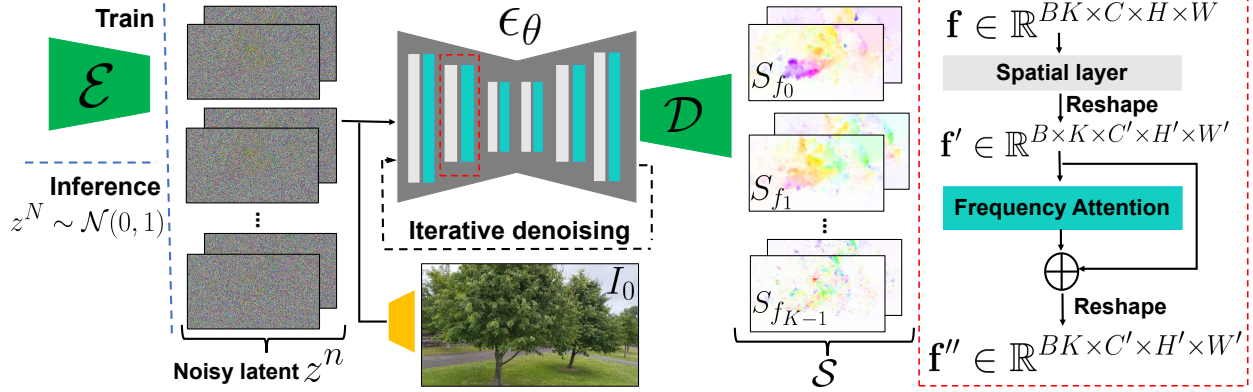 Train
ℰ
Inference
z^N ∼ 𝒩(0, 1)
⋮
Noisy latent z^n
ϵ_θ
Iterative denoising
I_0
𝒟
S_{f_0}
S_{f_1}
⋮
S_{f_{K−1}}
𝒮
𝐟 ∈ ℝ^{BK×C×H×W}
Spatial layer
Reshape
𝐟′ ∈ ℝ^{B×K×C′×H′×W′}
Frequency Attention
Reshape
𝐟″ ∈ ℝ^{BK×C′×H′×W′}